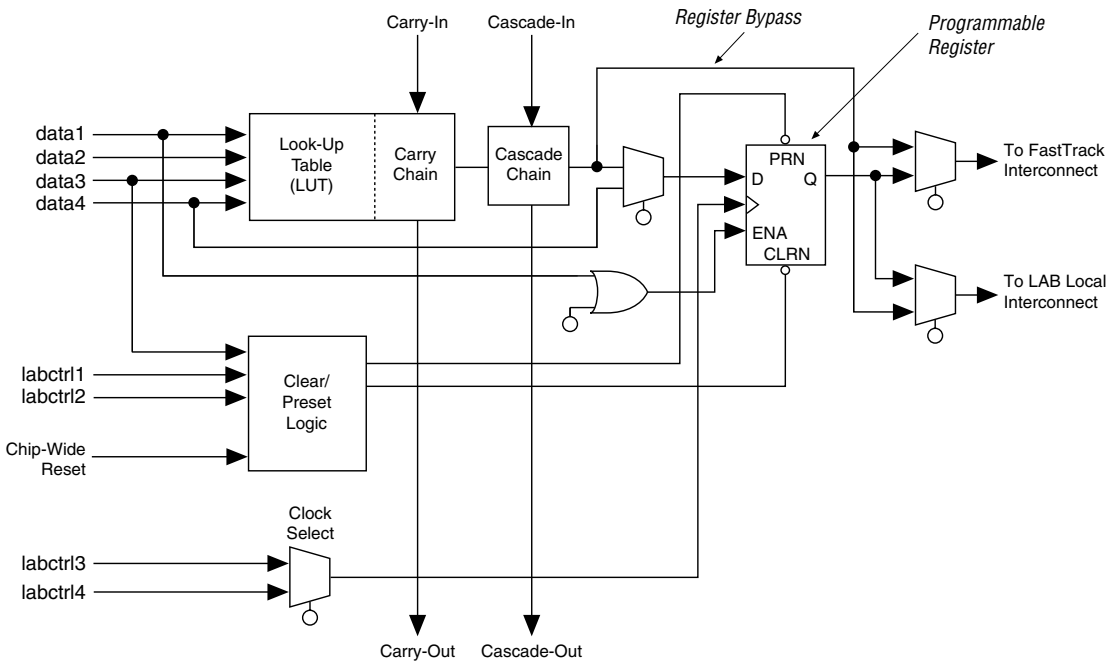 Carry-In
Cascade-In
Register Bypass
Programmable
Register
data1
data2
data3
data4
Look-Up
Table
(LUT)
Carry
Chain
Cascade
Chain
PRN
D
Q
ENA
CLRN
To FastTrack
Interconnect
To LAB Local
Interconnect
labctrl1
labctrl2
Clear/
Preset
Logic
Chip-Wide
Reset
Clock
Select
labctrl3
labctrl4
Carry-Out
Cascade-Out